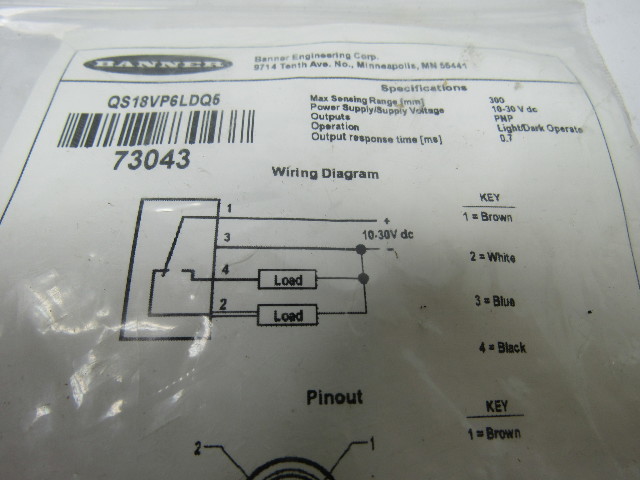 BANNER
Banner Engineering Corp.
9714 Tenth Ave. No., Minneapolis, MN 55441
QS18VP6LDQ5
73043
Specifications
Max Sensing Range [mm] 300
Power Supply/Supply Voltage 10-30 V dc
Outputs PNP
Operation Light/Dark Operate
Output response time [ms] 0.7
Wiring Diagram
1
+
3
10-30V dc
-
4
Load
2
Load
KEY
1 = Brown
2 = White
3 = Blue
4 = Black
Pinout
2
1
KEY
1 = Brown